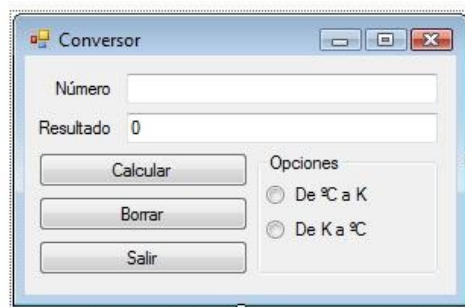 Conversor
Número
Resultado 0
Calcular
Borrar
Salir
Opciones
De ºC a K
De K a ºC